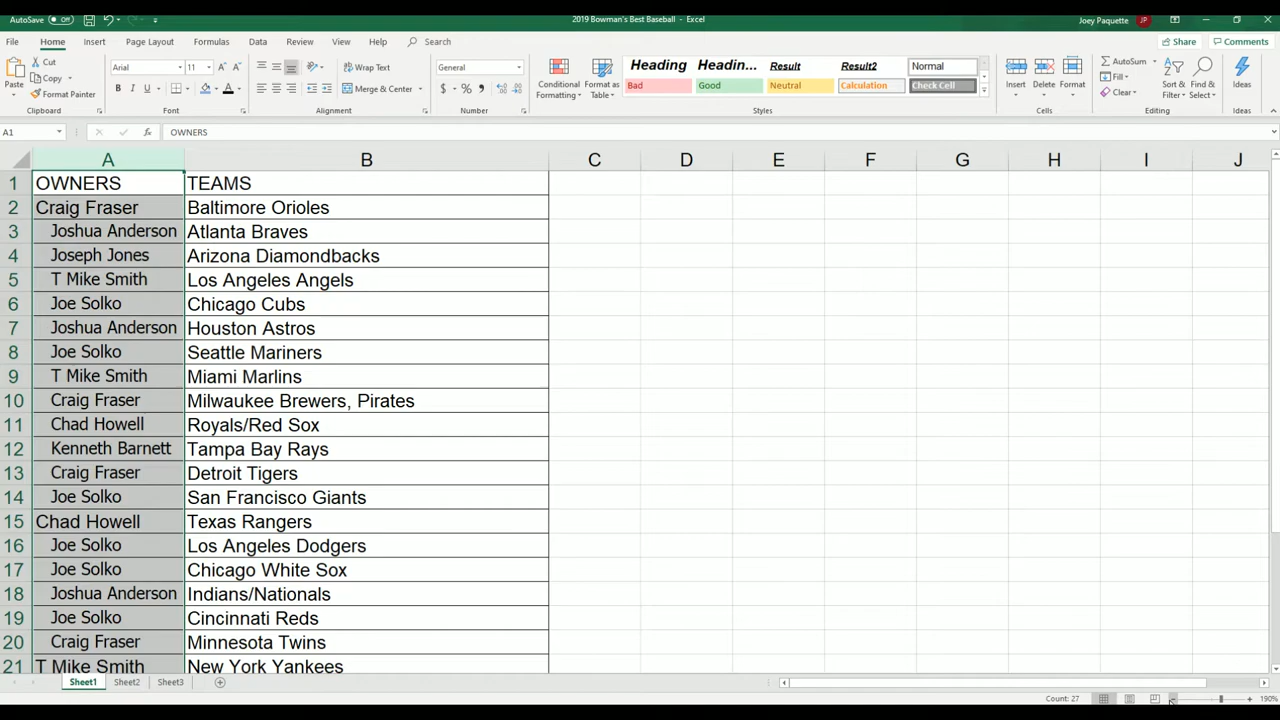 AutoSave Off 2019 Bowman's Best Baseball - Excel Joey Paquette JP
File Home Insert Page Layout Formulas Data Review View Help Search Share Comments
Paste Cut Copy Format Painter Clipboard
Arial 11 B I U A Font
Wrap Text Merge & Center Alignment
General $ % Number
Conditional Formatting Format as Table
Heading Headin... Result Result2 Normal
Bad Good Neutral Calculation Check Cell
Styles
Insert Delete Format Cells
AutoSum Fill Clear Sort & Filter Find & Select Editing
Ideas Ideas
A1 fx OWNERS
A B C D E F G H I J
1 OWNERS TEAMS
2 Craig Fraser Baltimore Orioles
3 Joshua Anderson Atlanta Braves
4 Joseph Jones Arizona Diamondbacks
5 T Mike Smith Los Angeles Angels
6 Joe Solko Chicago Cubs
7 Joshua Anderson Houston Astros
8 Joe Solko Seattle Mariners
9 T Mike Smith Miami Marlins
10 Craig Fraser Milwaukee Brewers, Pirates
11 Chad Howell Royals/Red Sox
12 Kenneth Barnett Tampa Bay Rays
13 Craig Fraser Detroit Tigers
14 Joe Solko San Francisco Giants
15 Chad Howell Texas Rangers
16 Joe Solko Los Angeles Dodgers
17 Joe Solko Chicago White Sox
18 Joshua Anderson Indians/Nationals
19 Joe Solko Cincinnati Reds
20 Craig Fraser Minnesota Twins
21 T Mike Smith New York Yankees
Sheet1 Sheet2 Sheet3
Count: 27 190%